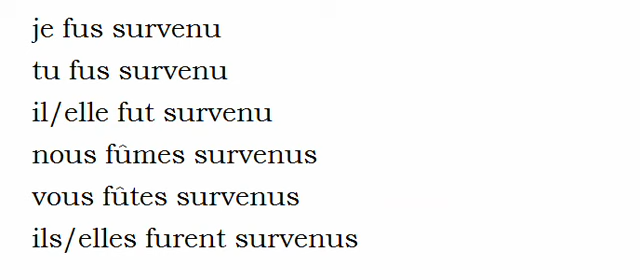 je fus survenu
tu fus survenu
il/elle fut survenu
nous fûmes survenus
vous fûtes survenus
ils/elles furent survenus